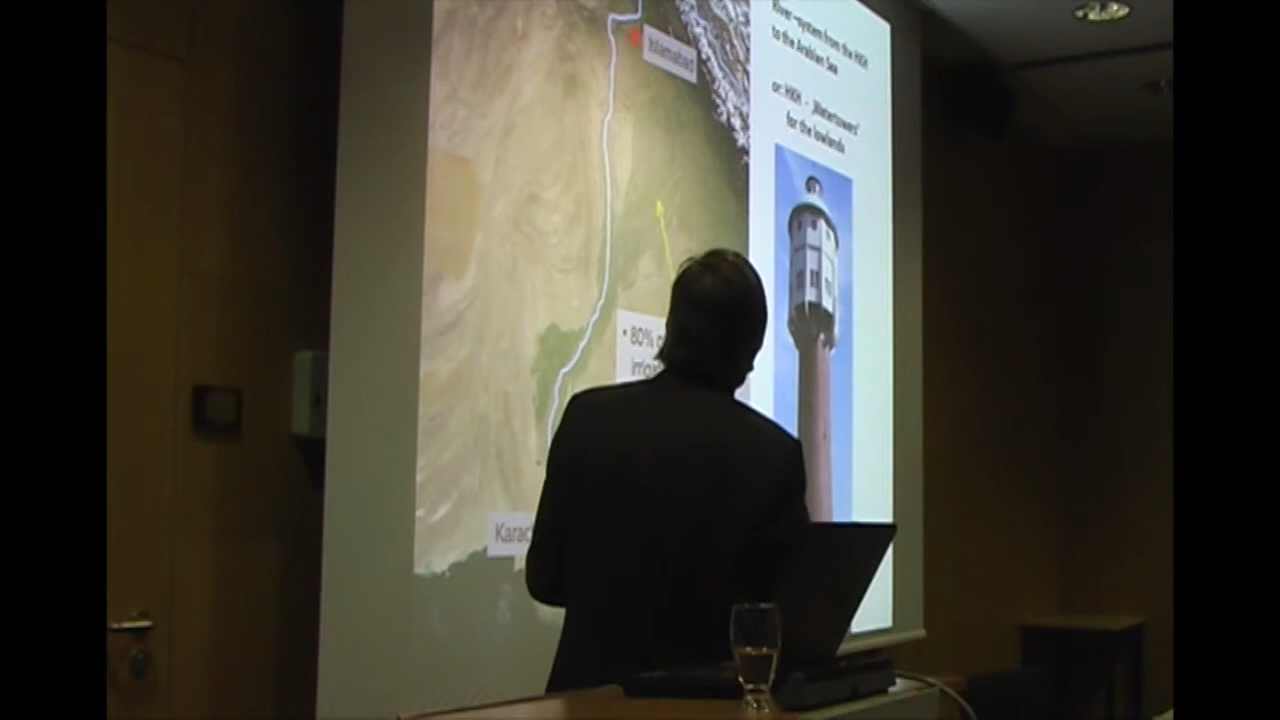 Islamabad
River-system from the HKH
to the Arabian Sea
or: HKH - „Watertowers'
for the lowlands
• 80%
Karac